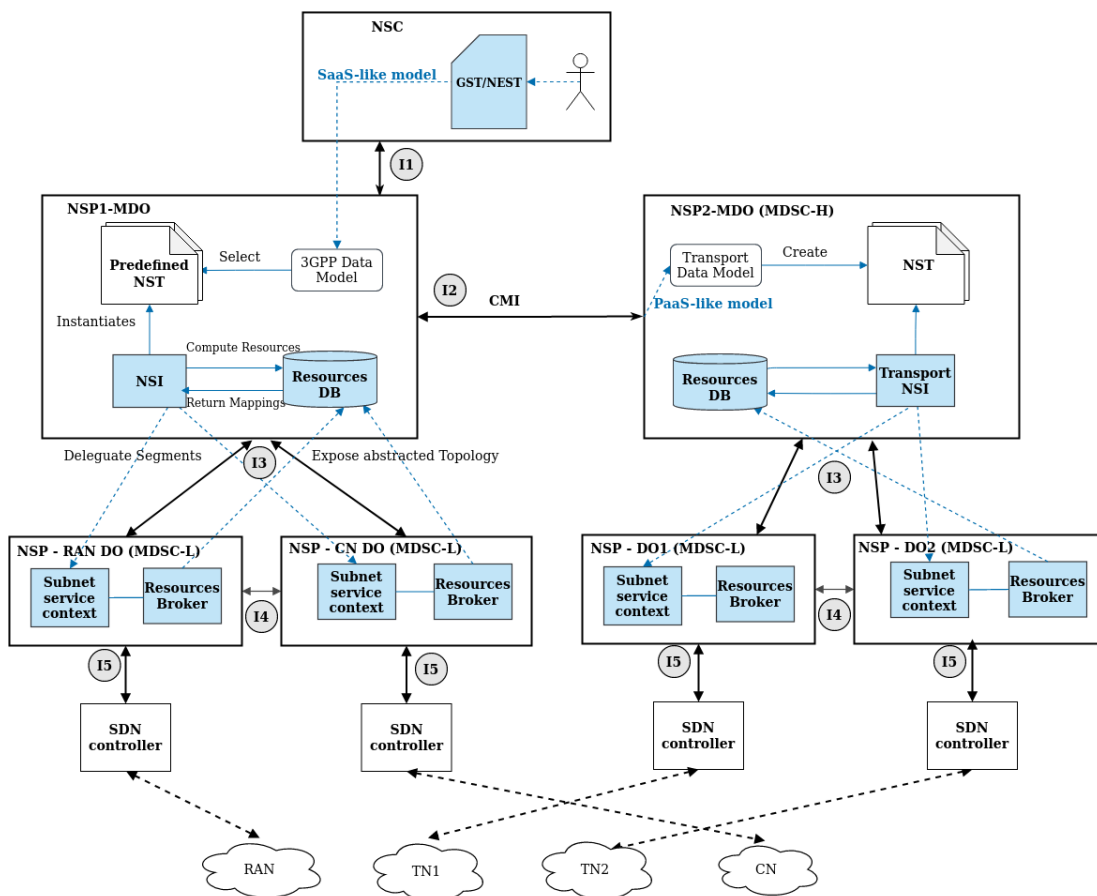 NSC
SaaS-like model
GST/NEST
I1
NSP1-MDO
Predefined
NST
Select
3GPP Data
Model
Instantiates
NSI
Compute Resources
Return Mappings
Resources
DB
I2
CMI
NSP2-MDO (MDSC-H)
Transport
Data Model
Create
NST
PaaS-like model
Resources
DB
Transport
NSI
Deleguate Segments
I3
Expose abstracted Topology
I3
NSP - RAN DO (MDSC-L)
Subnet
service
context
Resources
Broker
I4
NSP - CN DO (MDSC-L)
Subnet
service
context
Resources
Broker
NSP - DO1 (MDSC-L)
Subnet
service
context
Resources
Broker
I4
NSP - DO2 (MDSC-L)
Subnet
service
context
Resources
Broker
I5
I5
I5
I5
SDN
controller
SDN
controller
SDN
controller
SDN
controller
RAN
TN1
TN2
CN